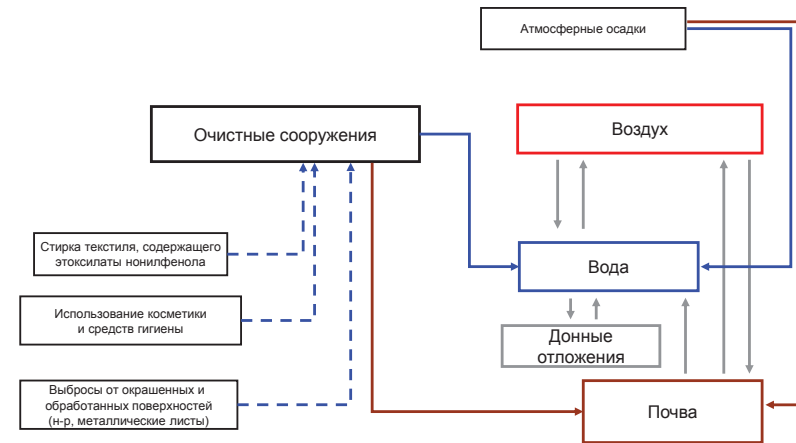 Атмосферные осадки
Очистные сооружения
Воздух
Стирка текстиля, содержащего
этоксилаты нонилфенола
Вода
Использование косметики
и средств гигиены
Донные
отложения
Выбросы от окрашенных и
обработанных поверхностей
(н-р, металлические листы)
Почва